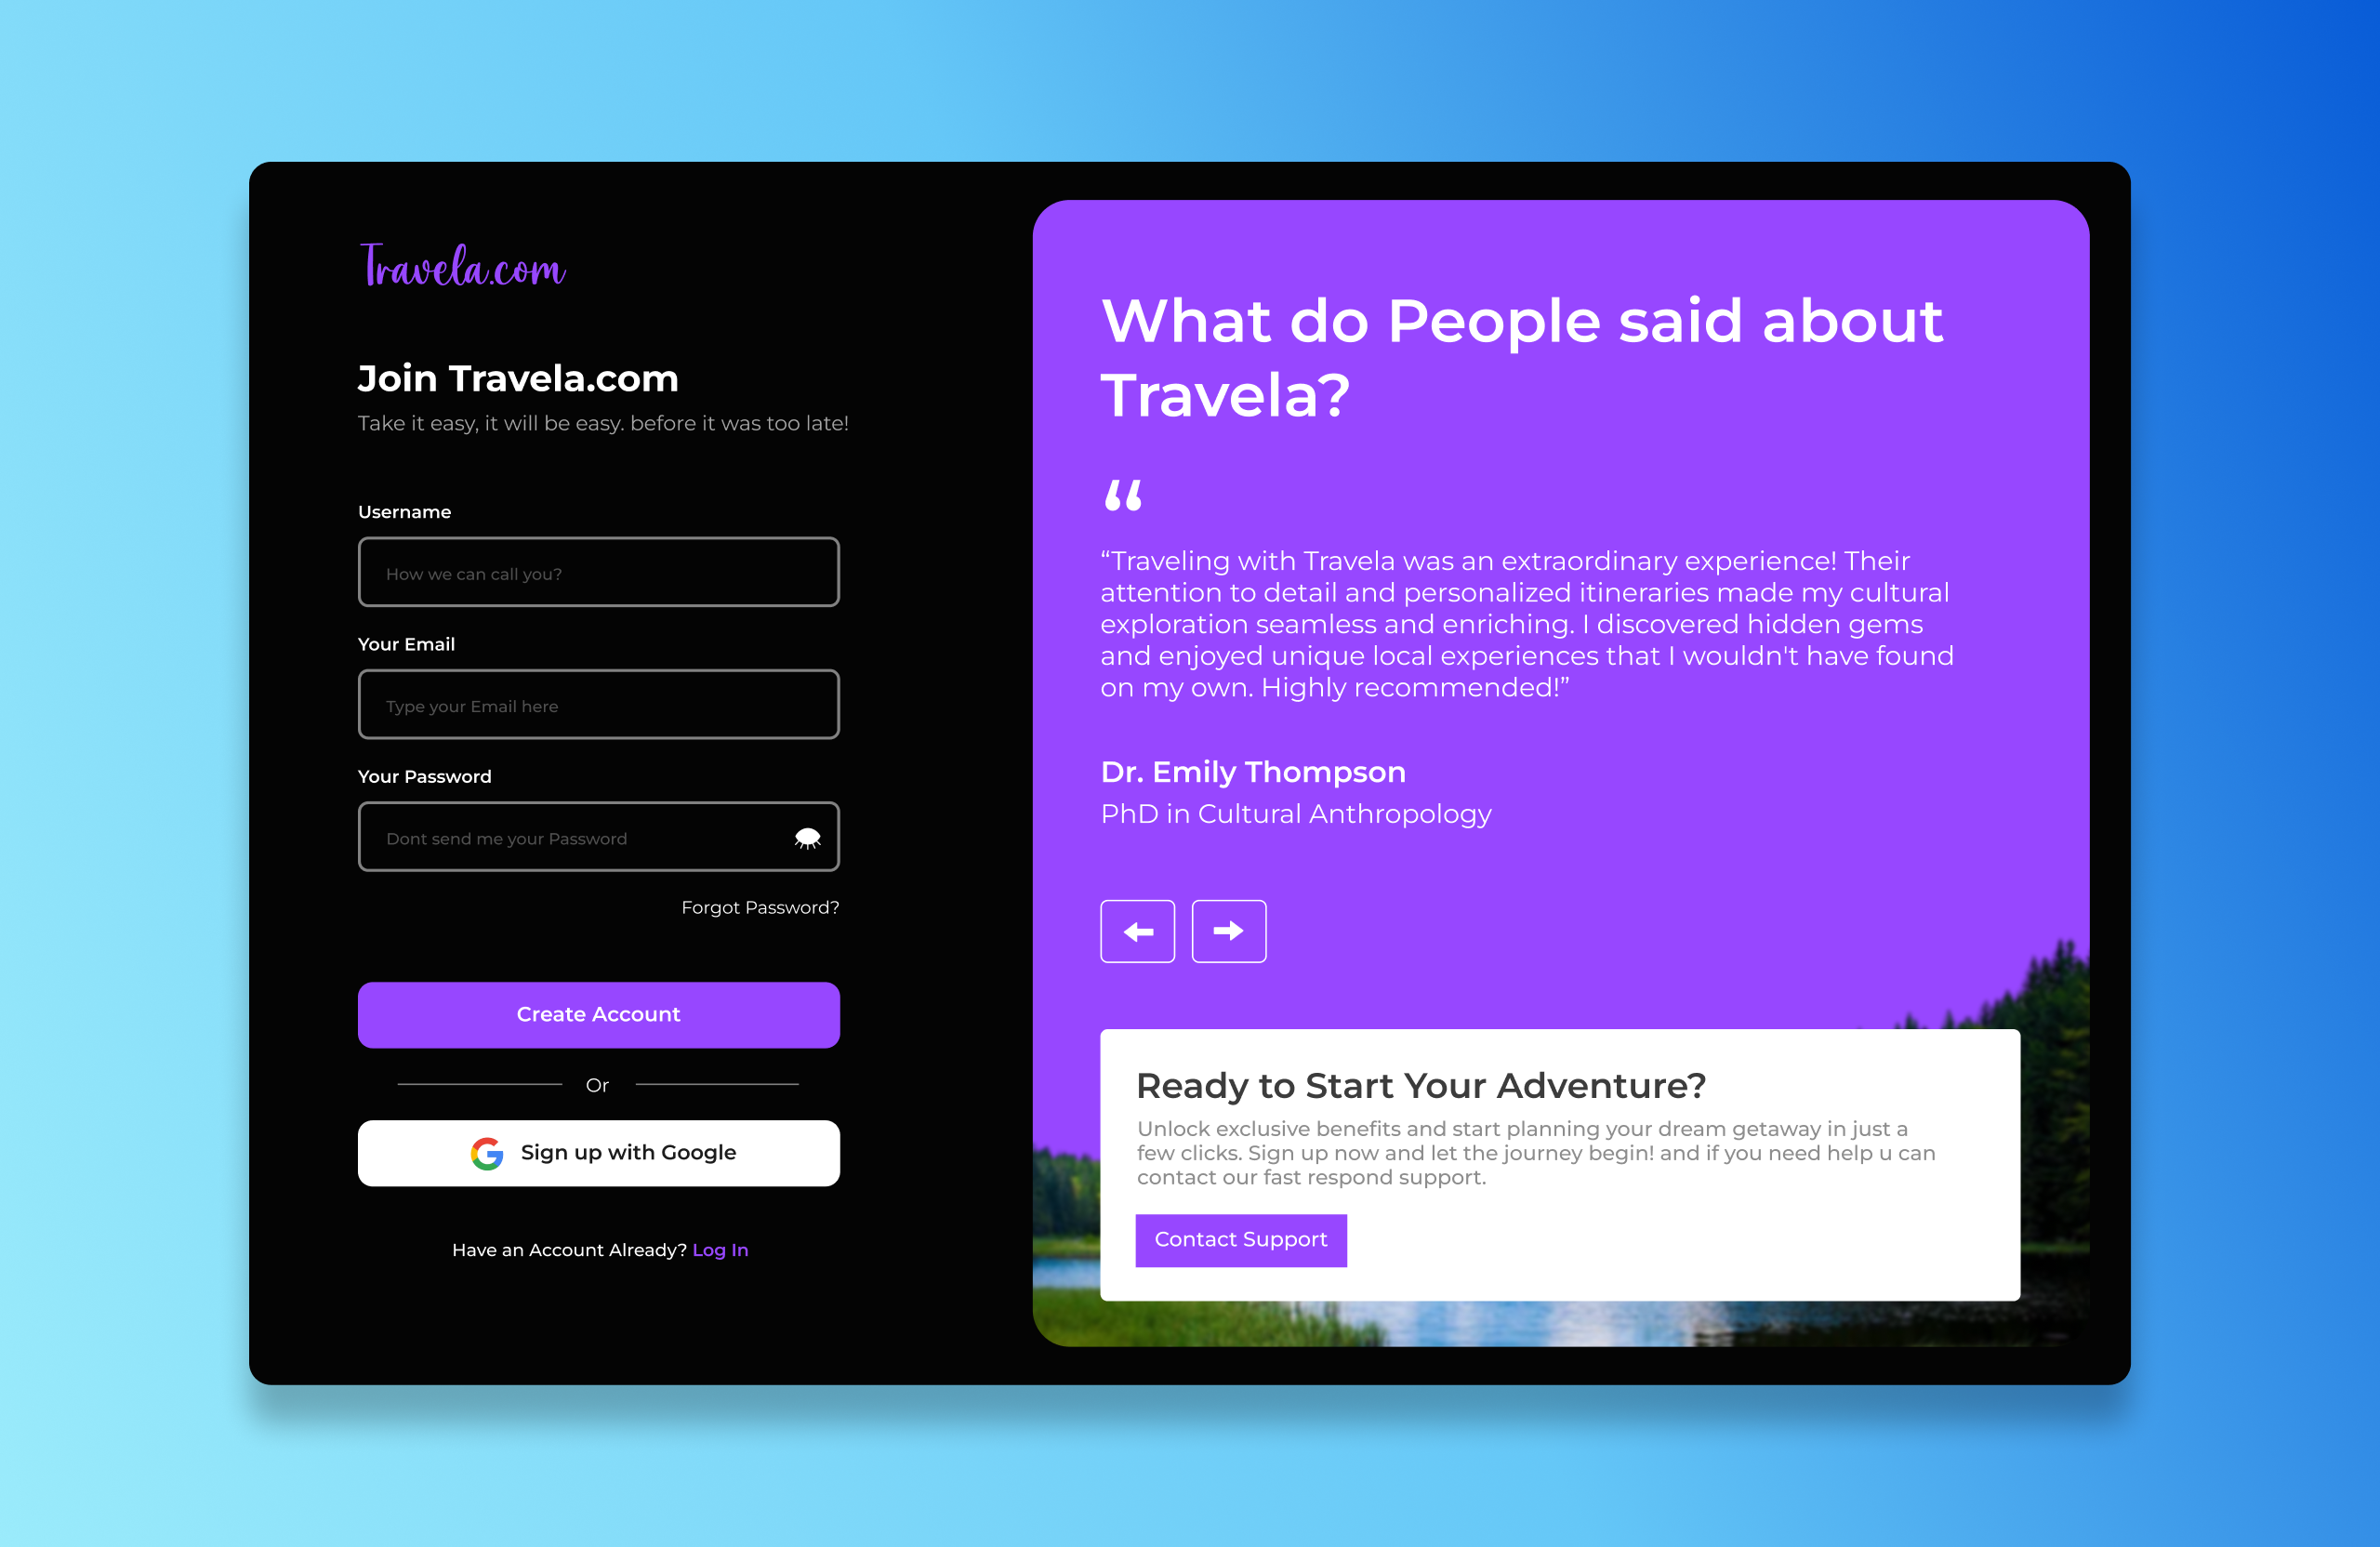 Travela.com
Join Travela.com
Take it easy, it will be easy. before it was too late!
Username
How we can call you?
Your Email
Type your Email here
Your Password
Dont send me your Password
Forgot Password?
Create Account
Or
Sign up with Google
Have an Account Already? Log In
What do People said about
Travela?
“
“Traveling with Travela was an extraordinary experience! Their
attention to detail and personalized itineraries made my cultural
exploration seamless and enriching. I discovered hidden gems
and enjoyed unique local experiences that I wouldn't have found
on my own. Highly recommended!”
Dr. Emily Thompson
PhD in Cultural Anthropology
Ready to Start Your Adventure?
Unlock exclusive benefits and start planning your dream getaway in just a
few clicks. Sign up now and let the journey begin! and if you need help u can
contact our fast respond support.
Contact Support